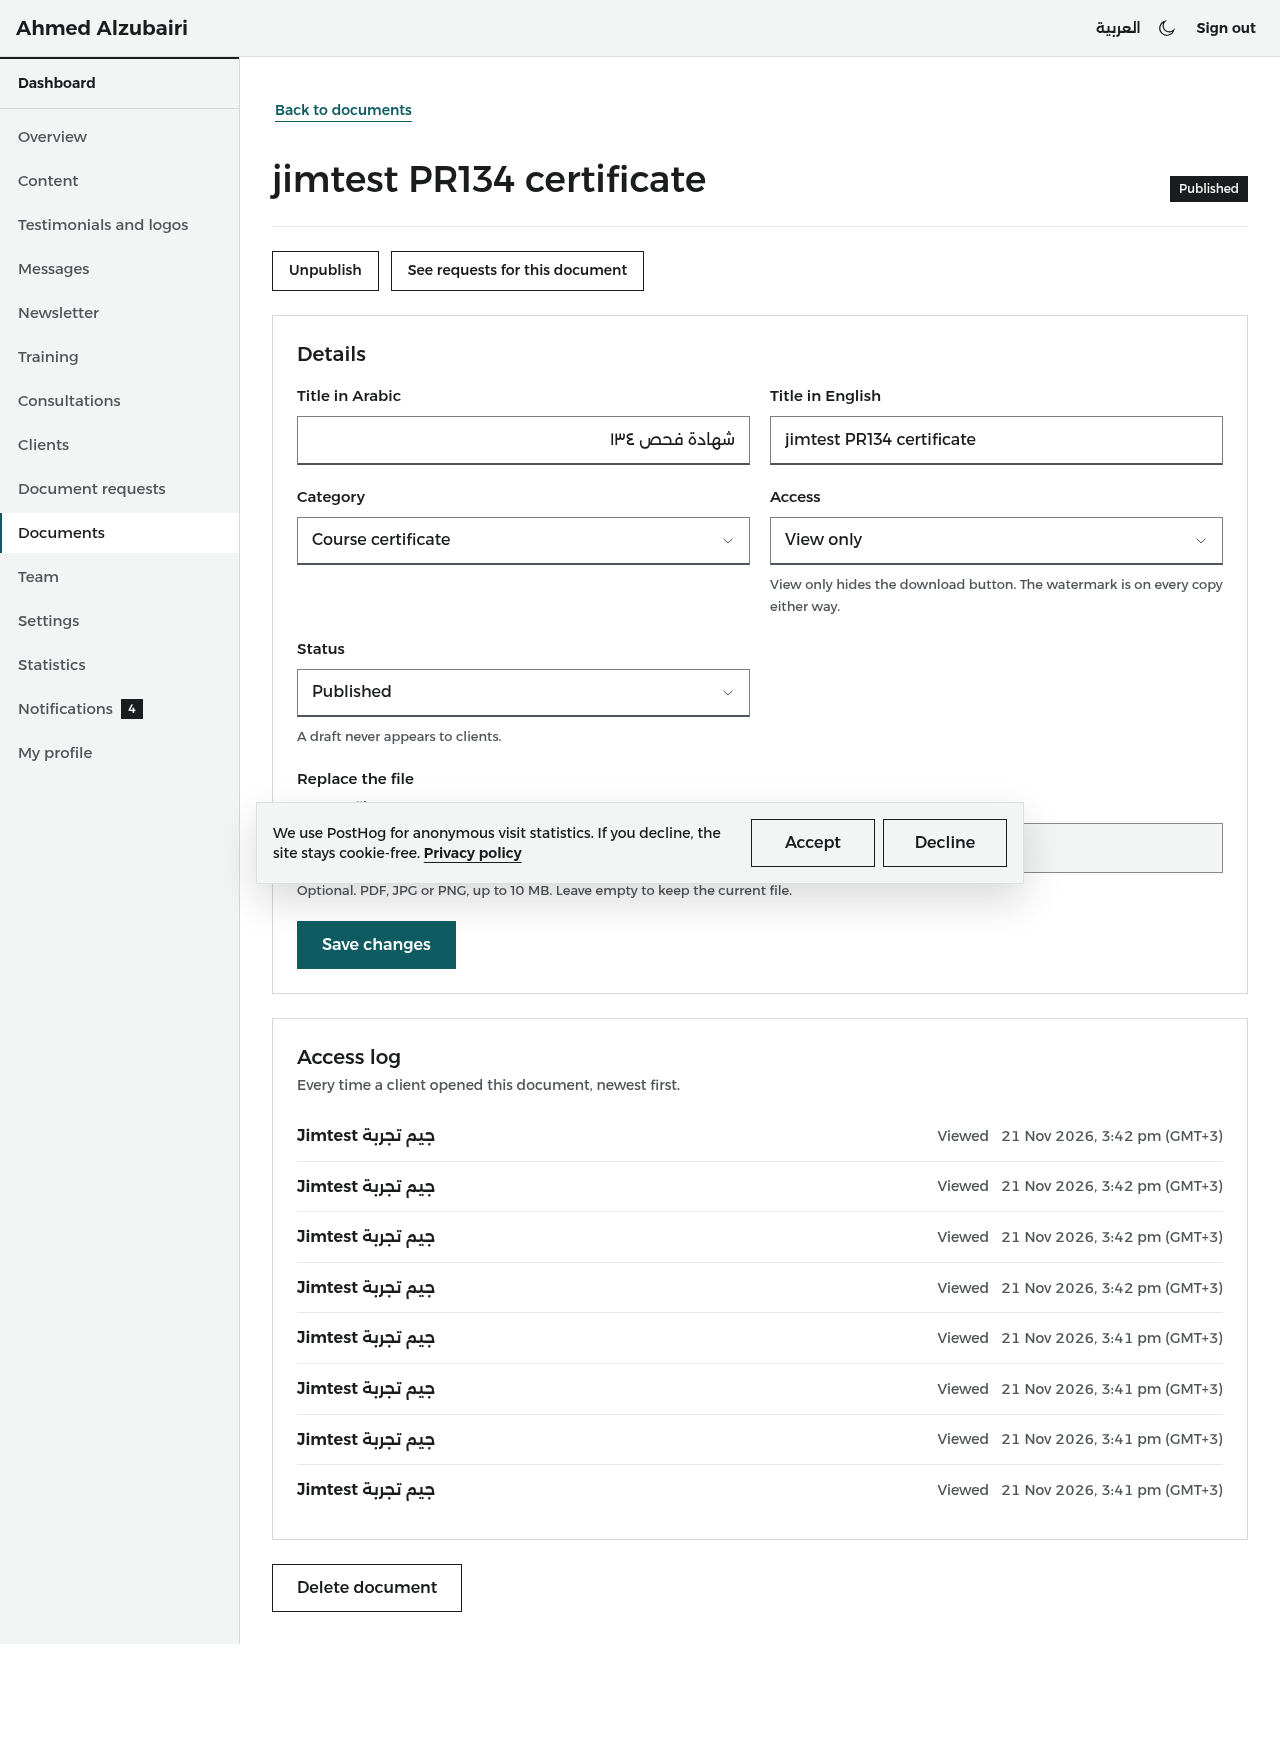 Ahmed Alzubairi
العربية
Sign out
Dashboard
Overview
Content
Testimonials and logos
Messages
Newsletter
Training
Consultations
Clients
Document requests
Documents
Team
Settings
Statistics
Notifications 4
My profile
Back to documents
jimtest PR134 certificate
Published
Unpublish
See requests for this document
Details
Title in Arabic
شهادة فحص ١٣٤
Title in English
jimtest PR134 certificate
Category
Course certificate
Access
View only
View only hides the download button. The watermark is on every copy
either way.
Status
Published
A draft never appears to clients.
Replace the file
We use PostHog for anonymous visit statistics. If you decline, the
site stays cookie-free. Privacy policy
Accept
Decline
Optional. PDF, JPG or PNG, up to 10 MB. Leave empty to keep the current file.
Save changes
Access log
Every time a client opened this document, newest first.
Jimtest جيم تجربة Viewed 21 Nov 2026, 3:42 pm (GMT+3)
Jimtest جيم تجربة Viewed 21 Nov 2026, 3:42 pm (GMT+3)
Jimtest جيم تجربة Viewed 21 Nov 2026, 3:42 pm (GMT+3)
Jimtest جيم تجربة Viewed 21 Nov 2026, 3:42 pm (GMT+3)
Jimtest جيم تجربة Viewed 21 Nov 2026, 3:41 pm (GMT+3)
Jimtest جيم تجربة Viewed 21 Nov 2026, 3:41 pm (GMT+3)
Jimtest جيم تجربة Viewed 21 Nov 2026, 3:41 pm (GMT+3)
Jimtest جيم تجربة Viewed 21 Nov 2026, 3:41 pm (GMT+3)
Delete document